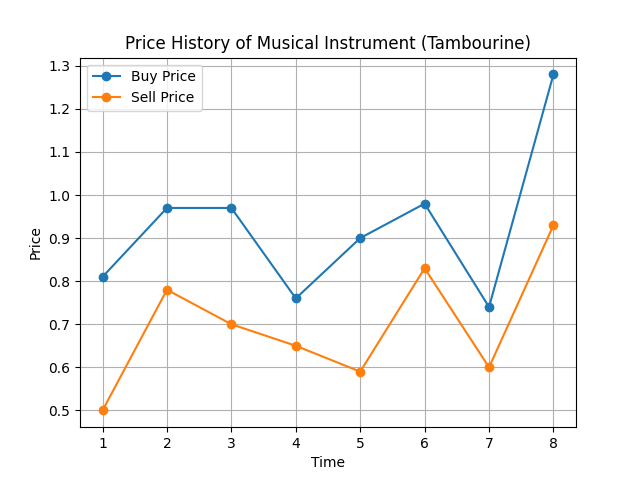 Price History of Musical Instrument (Tambourine)
Buy Price
Sell Price
1.3
1.2
1.1
1.0
0.9
0.8
0.7
0.6
0.5
Price
1 2 3 4 5 6 7 8
Time